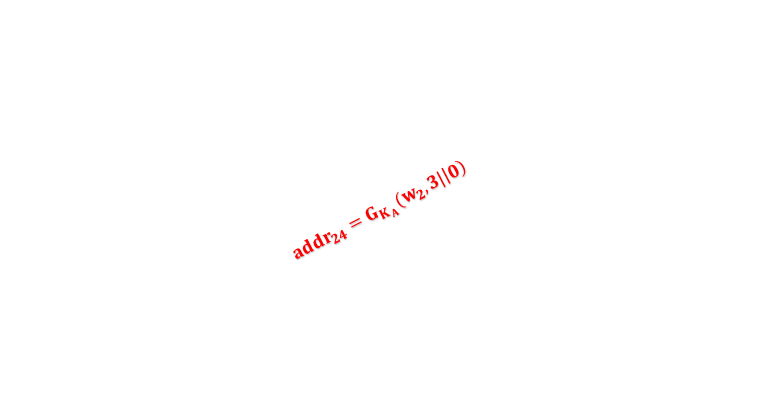 addr₂₄ = G_{K_A}(w₂,3||0)